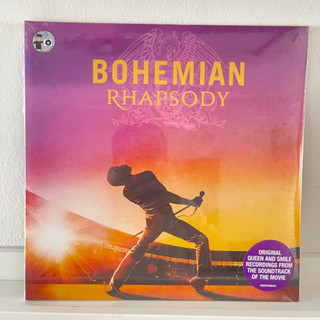 BOHEMIAN
RHAPSODY
ORIGINAL
QUEEN AND SMILE
RECORDINGS FROM
THE SOUNDTRACK
OF THE MOVIE